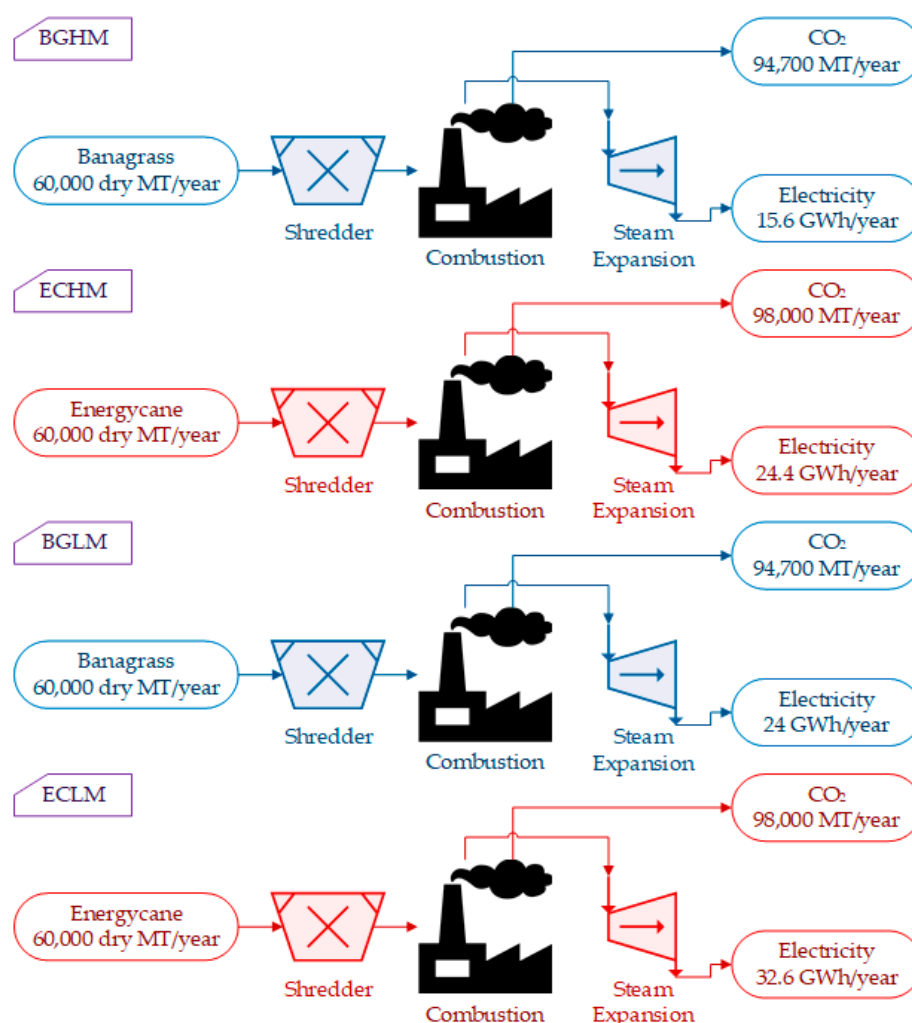 BGHM
CO₂
94,700 MT/year
Banagrass
60,000 dry MT/year
Shredder
Combustion
Steam
Expansion
Electricity
15.6 GWh/year
ECHM
CO₂
98,000 MT/year
Energycane
60,000 dry MT/year
Shredder
Combustion
Steam
Expansion
Electricity
24.4 GWh/year
BGLM
CO₂
94,700 MT/year
Banagrass
60,000 dry MT/year
Shredder
Combustion
Steam
Expansion
Electricity
24 GWh/year
ECLM
CO₂
98,000 MT/year
Energycane
60,000 dry MT/year
Shredder
Combustion
Steam
Expansion
Electricity
32.6 GWh/year